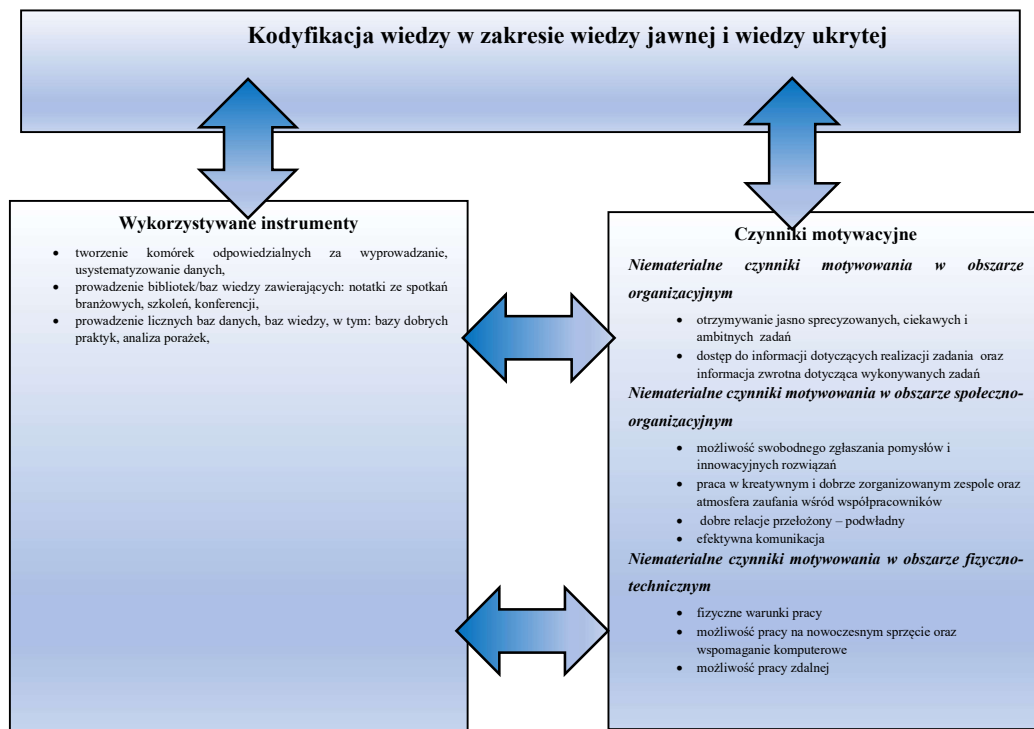 Kodyfikacja wiedzy w zakresie wiedzy jawnej i wiedzy ukrytej
Wykorzystywane instrumenty
• tworzenie komórek odpowiedzialnych za wyprowadzanie,
usystematyzowanie danych,
• prowadzenie bibliotek/baz wiedzy zawierających: notatki ze spotkań
branżowych, szkoleń, konferencji,
• prowadzenie licznych baz danych, baz wiedzy, w tym: bazy dobrych
praktyk, analiza porażek,
Czynniki motywacyjne
Niematerialne czynniki motywowania w obszarze
organizacyjnym
• otrzymywanie jasno sprecyzowanych, ciekawych i
ambitnych zadań
• dostęp do informacji dotyczących realizacji zadania oraz
informacja zwrotna dotycząca wykonywanych zadań
Niematerialne czynniki motywowania w obszarze społeczno-
organizacyjnym
• możliwość swobodnego zgłaszania pomysłów i
innowacyjnych rozwiązań
• praca w kreatywnym i dobrze zorganizowanym zespole oraz
atmosfera zaufania wśród współpracowników
• dobre relacje przełożony – podwładny
• efektywna komunikacja
Niematerialne czynniki motywowania w obszarze fizyczno-
technicznym
• fizyczne warunki pracy
• możliwość pracy na nowoczesnym sprzęcie oraz
wspomaganie komputerowe
• możliwość pracy zdalnej